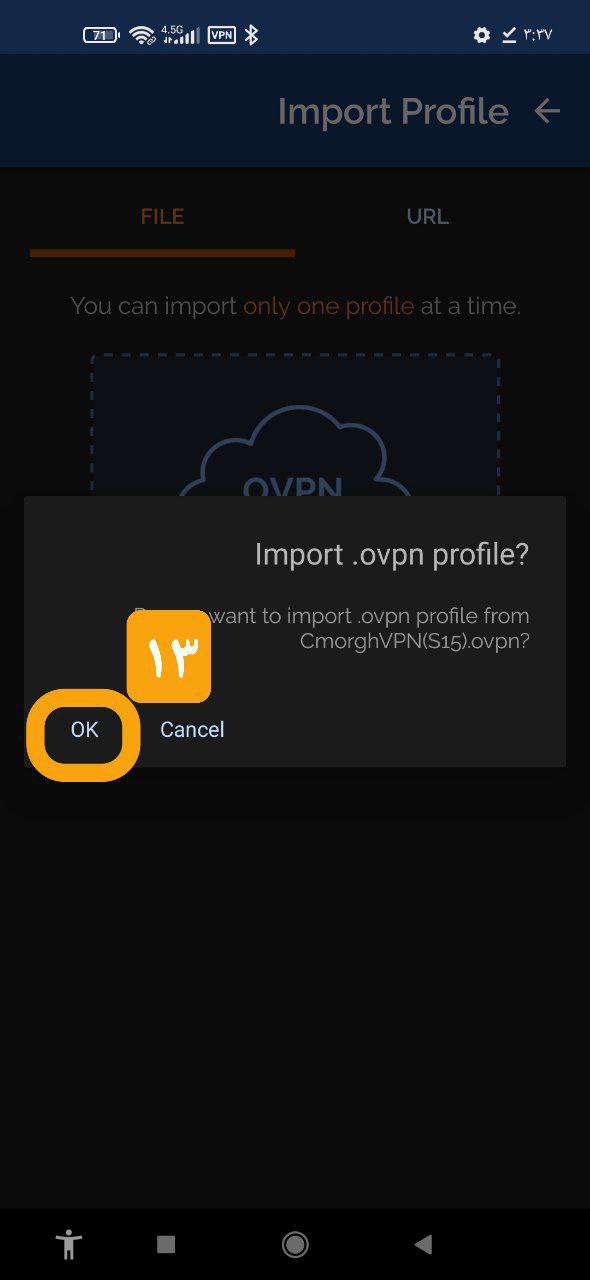 71 4.5G VPN ۳:۳۷
Import Profile
FILE URL
You can import only one profile at a time.
OVPN
Import .ovpn profile?
want to import .ovpn profile from
CmorghVPN(S15).ovpn?
۱۳
OK Cancel